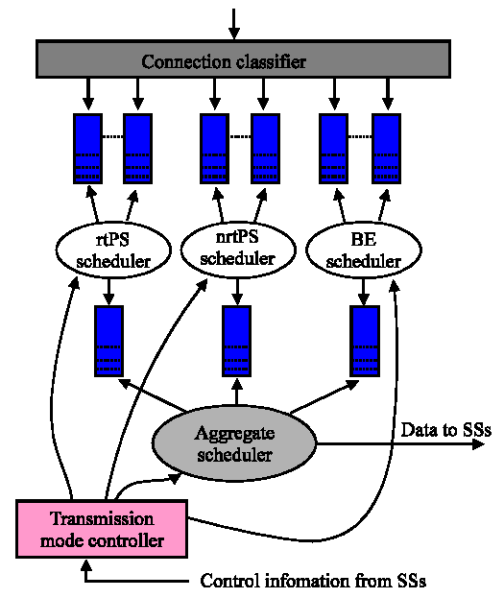 Connection classifier
rtPS
scheduler
nrtPS
scheduler
BE
scheduler
Aggregate
scheduler
Data to SSs
Transmission
mode controller
Control infomation from SSs